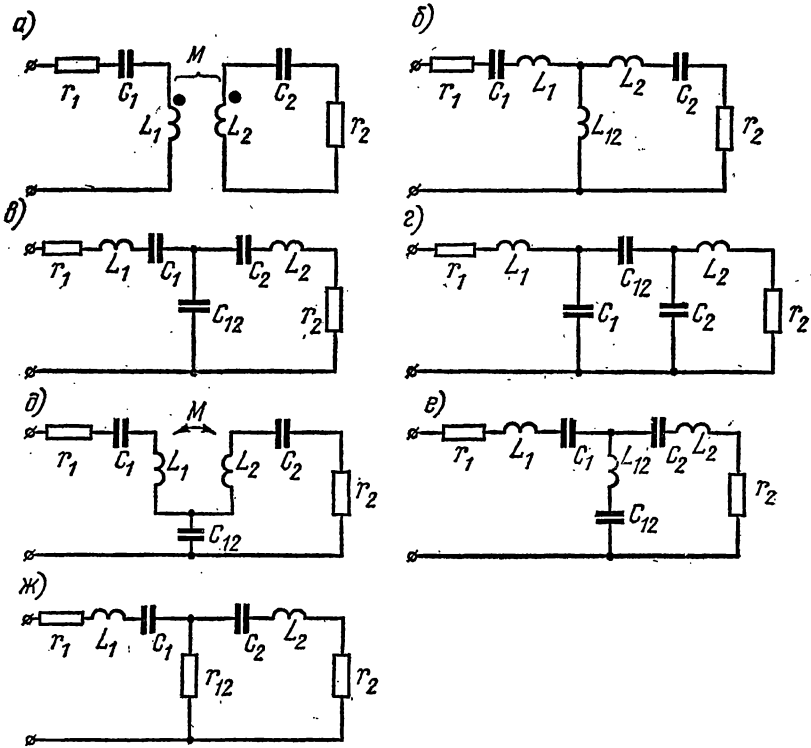 а) M r₁ C₁ L₁ L₂ C₂ r₂
б) r₁ C₁ L₁ L₂ C₂ L₁₂ r₂
в) r₁ L₁ C₁ C₂ L₂ C₁₂ r₂
г) r₁ L₁ C₁₂ L₂ C₁ C₂ r₂
д) M r₁ C₁ L₁ L₂ C₂ C₁₂ r₂
е) r₁ L₁ C₁ L₁₂ C₂ L₂ C₁₂ r₂
ж) r₁ L₁ C₁ C₂ L₂ r₁₂ r₂